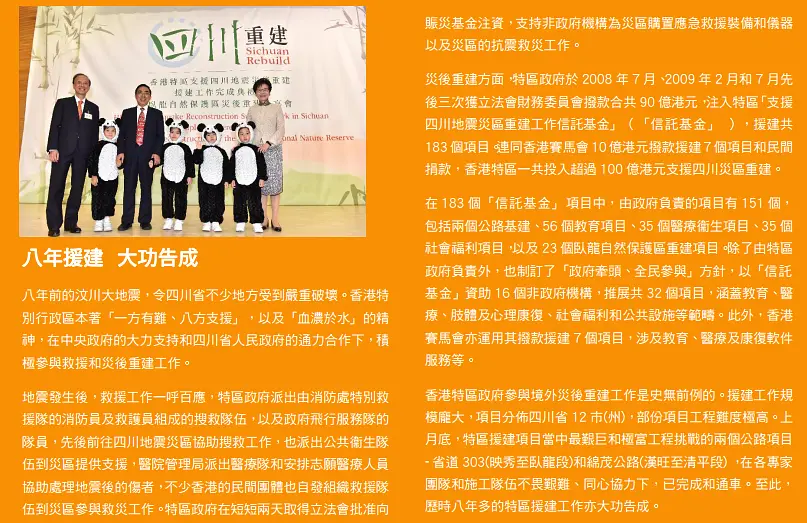 四川重建
Sichuan
Rebuild
香港特區支援四川地震災後重建
援建工作完成典禮
臥龍自然保護區災後重
Nature Reserve
八年援建 大功告成
八年前的汶川大地震，令四川省不少地方受到嚴重破壞。香港特
別行政區本著「一方有難、八方支援」，以及「血濃於水」的精
神，在中央政府的大力支持和四川省人民政府的通力合作下，積
極參與救援和災後重建工作。
地震發生後，救援工作一呼百應，特區政府派出由消防處特別救
援隊的消防員及救護員組成的搜救隊伍，以及政府飛行服務隊的
隊員，先後前往四川地震災區協助搜救工作，也派出公共衞生隊
伍到災區提供支援，醫院管理局派出醫療隊和安排志願醫療人員
協助處理地震後的傷者，不少香港的民間團體也自發組織救援隊
伍到災區參與救災工作。特區政府在短短兩天取得立法會批准向
賑災基金注資，支持非政府機構為災區購置應急救援裝備和儀器
以及災區的抗震救災工作。
災後重建方面，特區政府於 2008 年 7 月、2009 年 2 月和 7 月先
後三次獲立法會財務委員會撥款合共 90 億港元，注入特區「支援
四川地震災區重建工作信託基金」（「信託基金」 ），援建共
183 個項目。連同香港賽馬會 10 億港元撥款援建 7 個項目和民間
捐款，香港特區一共投入超過 100 億港元支援四川災區重建。
在 183 個「信託基金」項目中，由政府負責的項目有 151 個，
包括兩個公路基建、56 個教育項目、35 個醫療衞生項目、35 個
社會福利項目，以及 23 個臥龍自然保護區重建項目。除了由特區
政府負責外，也制訂了「政府牽頭、全民參與」方針，以「信託
基金」資助 16 個非政府機構，推展共 32 個項目，涵蓋教育、醫
療、肢體及心理康復、社會福利和公共設施等範疇。此外，香港
賽馬會亦運用其撥款援建 7 個項目，涉及教育、醫療及康復軟件
服務等。
香港特區政府參與境外災後重建工作是史無前例的。援建工作規
模龐大，項目分佈四川省 12 市(州)，部份項目工程難度極高。上
月底，特區援建項目當中最艱巨和極富工程挑戰的兩個公路項目
- 省道 303(映秀至臥龍段)和綿茂公路(漢旺至清平段) ，在各專家
團隊和施工隊伍不畏艱難、同心協力下，已完成和通車。至此，
歷時八年多的特區援建工作亦大功告成。